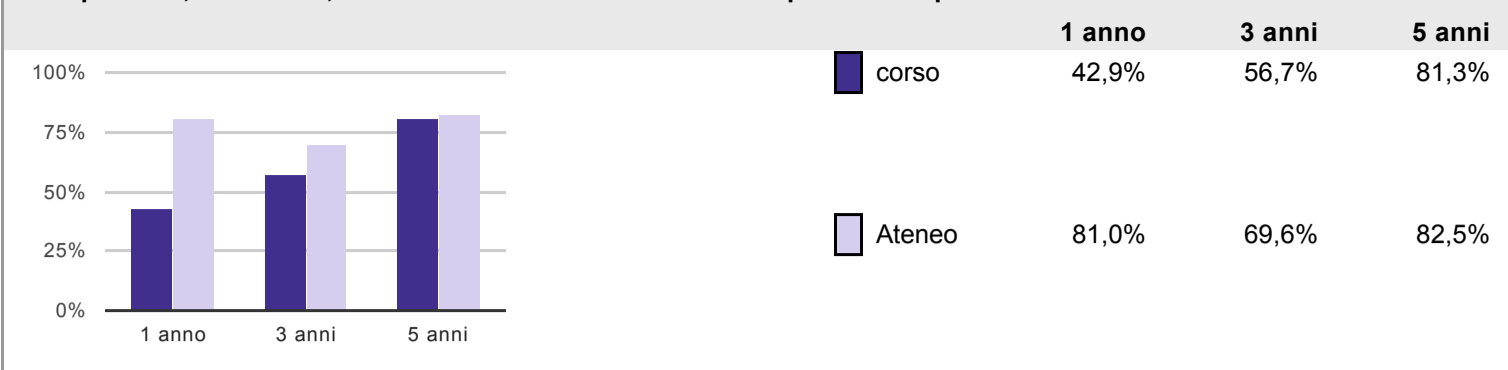 1 anno 3 anni 5 anni
100%
75%
50%
25%
0%
1 anno 3 anni 5 anni
corso 42,9% 56,7% 81,3%
Ateneo 81,0% 69,6% 82,5%